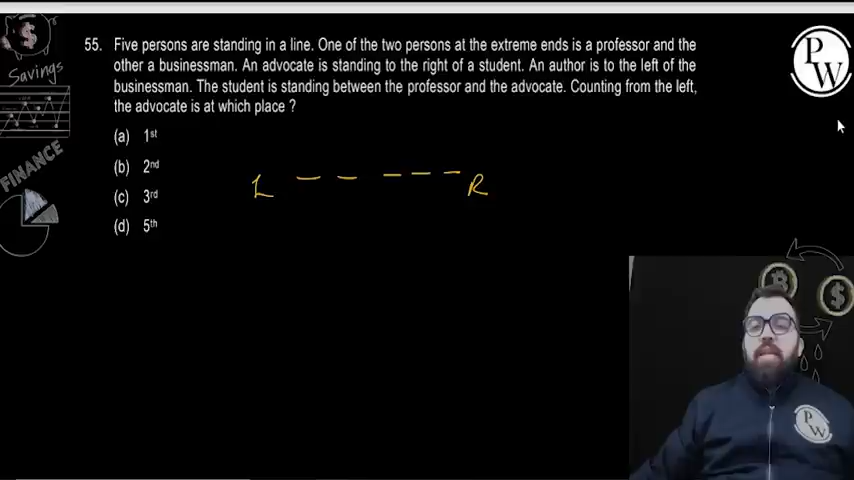 55. Five persons are standing in a line. One of the two persons at the extreme ends is a professor and the
other a businessman. An advocate is standing to the right of a student. An author is to the left of the
businessman. The student is standing between the professor and the advocate. Counting from the left,
the advocate is at which place ?
(a) 1st
(b) 2nd
(c) 3rd
(d) 5th
L R
Savings
FINANCE
PW
PW